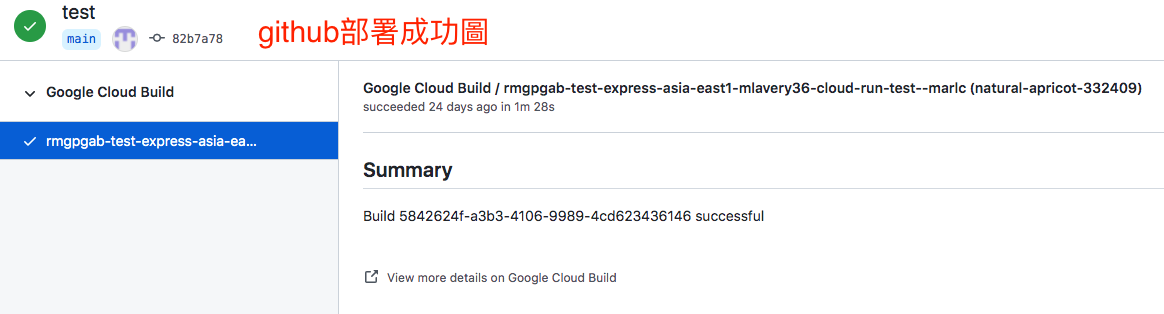 test
main 82b7a78
github部署成功圖
Google Cloud Build
rmgpgab-test-express-asia-ea...
Google Cloud Build / rmgpgab-test-express-asia-east1-mlavery36-cloud-run-test--marlc (natural-apricot-332409)
succeeded 24 days ago in 1m 28s
Summary
Build 5842624f-a3b3-4106-9989-4cd623436146 successful
View more details on Google Cloud Build